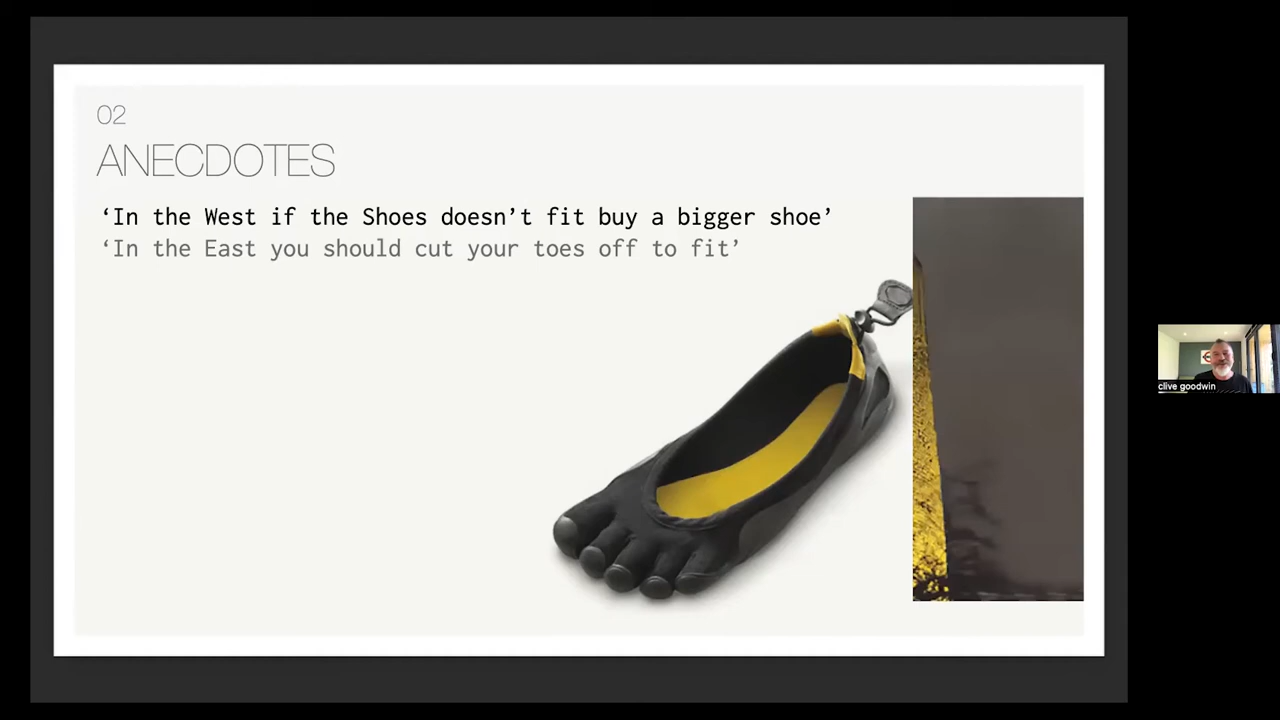 02
ANECDOTES
‘In the West if the Shoes doesn’t fit buy a bigger shoe’
‘In the East you should cut your toes off to fit’
clive goodwin